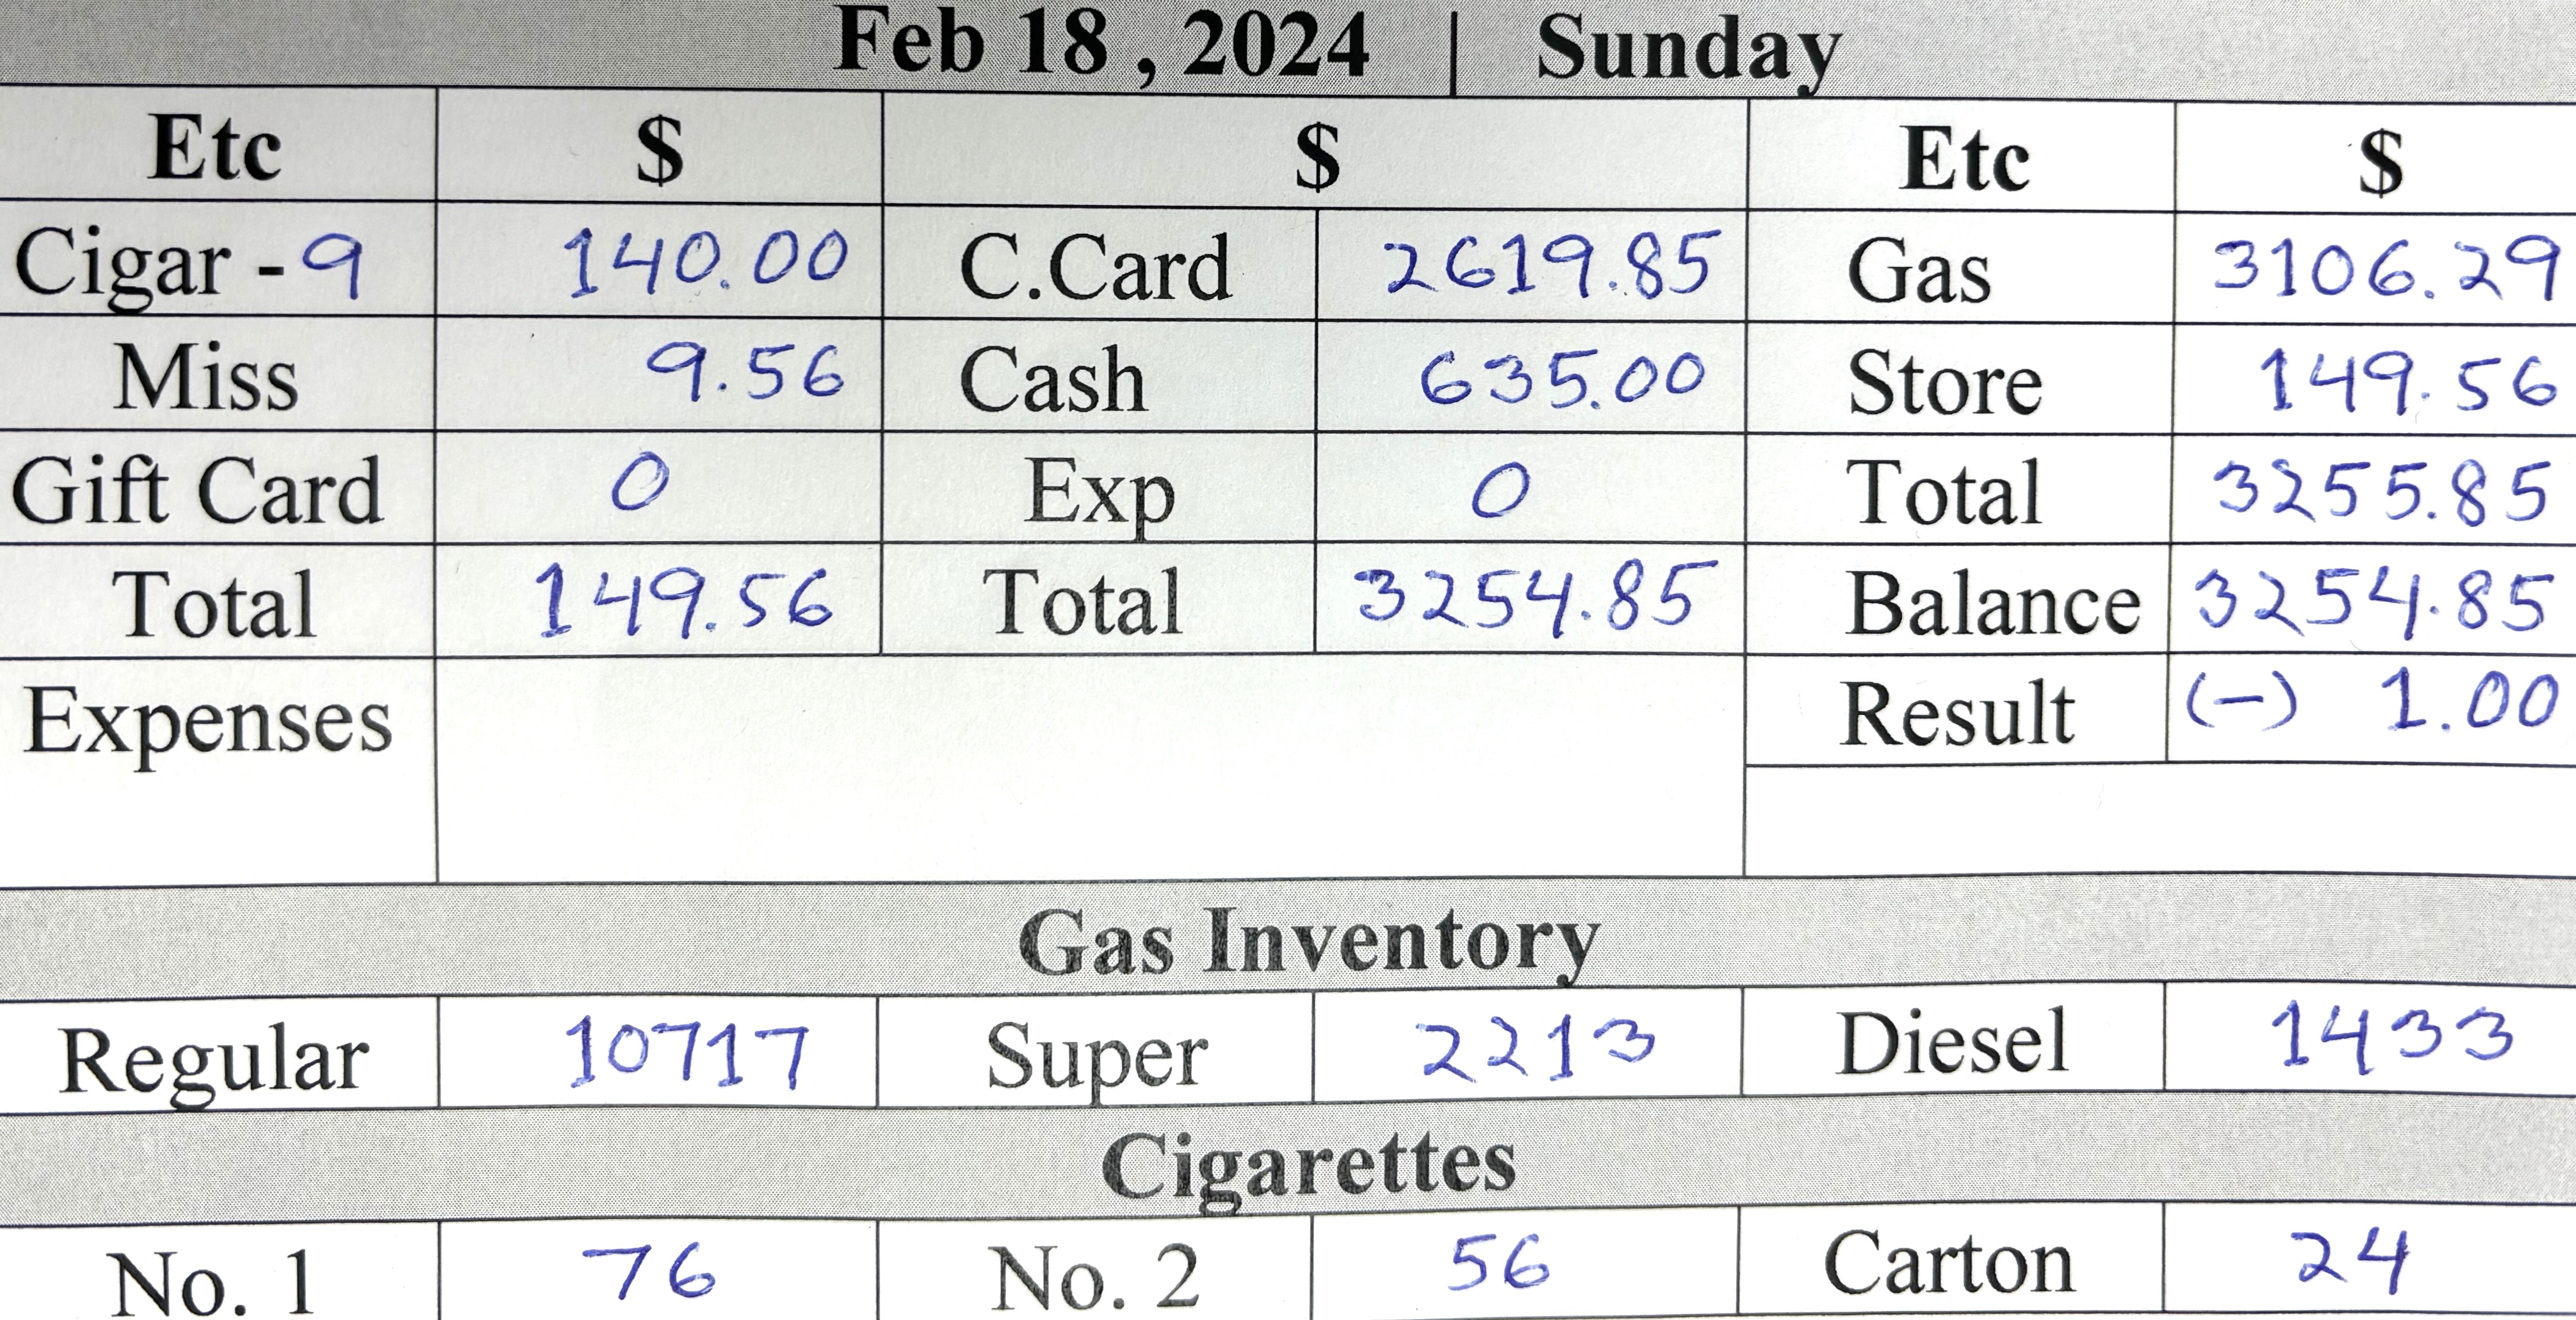 Feb 18 , 2024 | Sunday
Etc $ $ Etc $
Cigar - 9 140.00 C.Card 2619.85 Gas 3106.29
Miss 9.56 Cash 635.00 Store 149.56
Gift Card 0 Exp 0 Total 3255.85
Total 149.56 Total 3254.85 Balance 3254.85
Expenses Result (-) 1.00
Gas Inventory
Regular 10717 Super 2213 Diesel 1433
Cigarettes
No. 1 76 No. 2 56 Carton 24